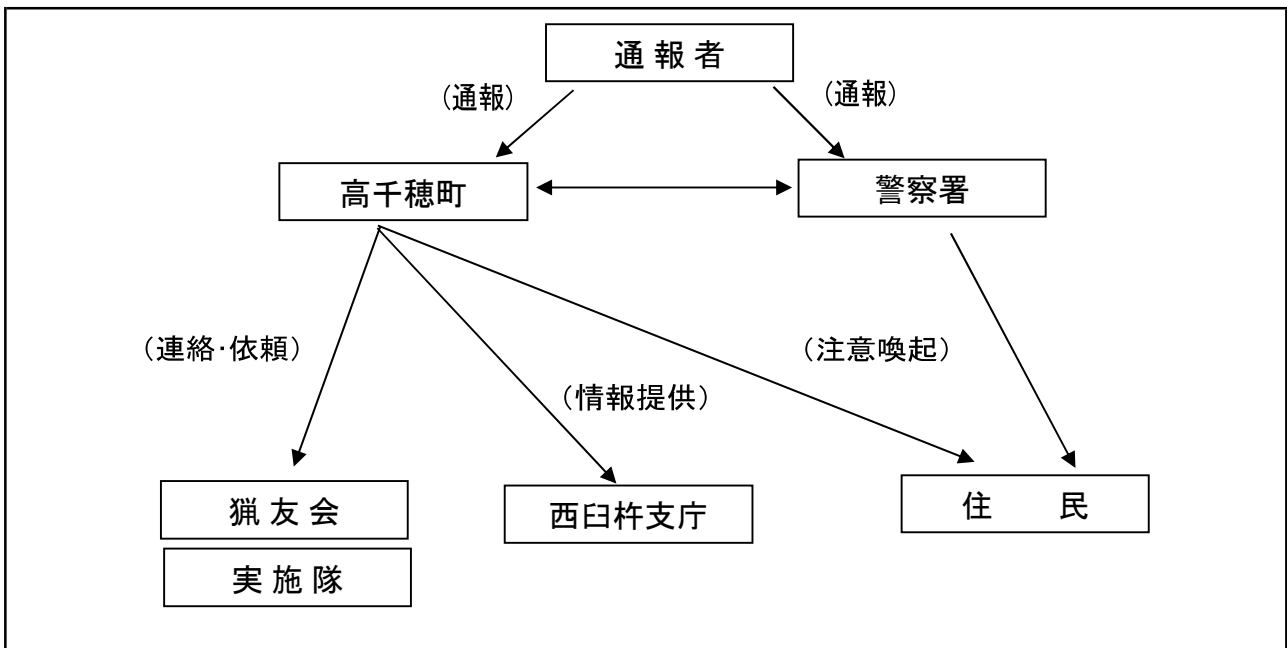 通 報 者
（通報）
（通報）
高千穂町
警察署
（連絡・依頼）
（注意喚起）
（情報提供）
猟 友 会
西臼杵支庁
住　　民
実 施 隊